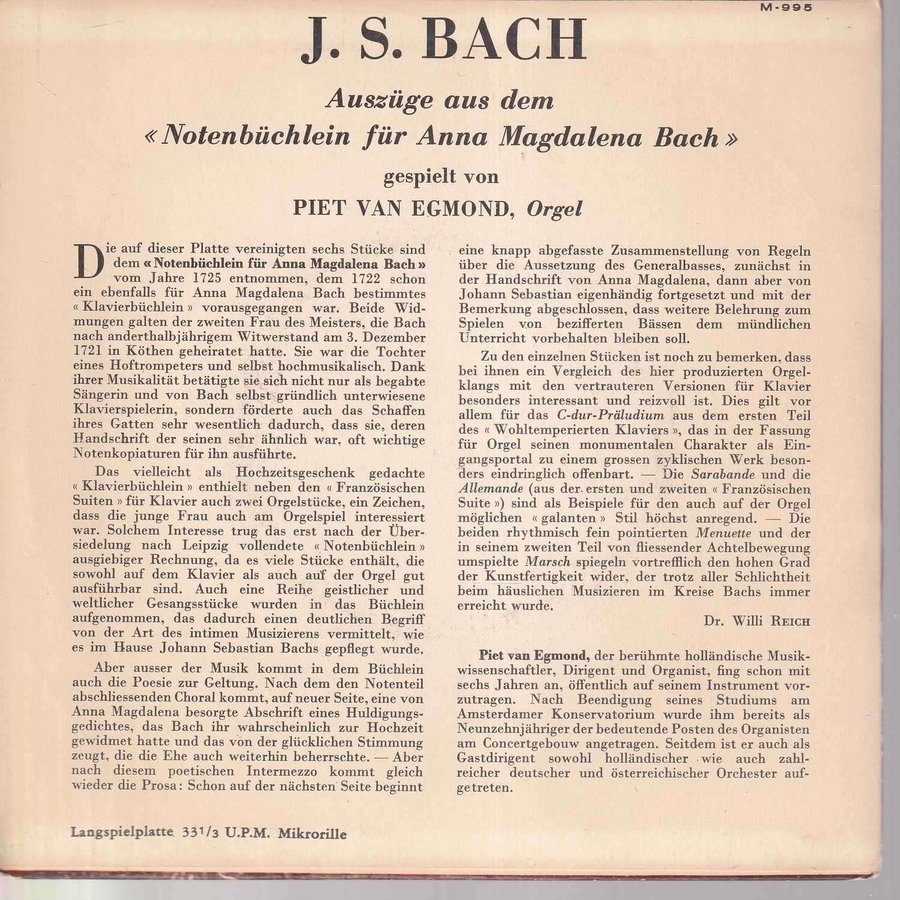 M-995
J. S. BACH
Auszüge aus dem
« Notenbüchlein für Anna Magdalena Bach »
gespielt von
PIET VAN EGMOND, Orgel
Die auf dieser Platte vereinigten sechs Stücke sind
dem « Notenbüchlein für Anna Magdalena Bach »
vom Jahre 1725 entnommen, dem 1722 schon
ein ebenfalls für Anna Magdalena Bach bestimmtes
« Klavierbüchlein » vorausgegangen war. Beide Wid-
mungen galten der zweiten Frau des Meisters, die Bach
nach anderthalbjährigem Witwerstand am 3. Dezember
1721 in Köthen geheiratet hatte. Sie war die Tochter
eines Hoftrompeters und selbst hochmusikalisch. Dank
ihrer Musikalität betätigte sie sich nicht nur als begabte
Sängerin und von Bach selbst gründlich unterwiesene
Klavierspielerin, sondern förderte auch das Schaffen
ihres Gatten sehr wesentlich dadurch, dass sie, deren
Handschrift der seinen sehr ähnlich war, oft wichtige
Notenkopiaturen für ihn ausführte.
Das vielleicht als Hochzeitsgeschenk gedachte
« Klavierbüchlein » enthielt neben den « Französischen
Suiten » für Klavier auch zwei Orgelstücke, ein Zeichen,
dass die junge Frau auch am Orgelspiel interessiert
war. Solchem Interesse trug das erst nach der Über-
siedelung nach Leipzig vollendete « Notenbüchlein »
ausgiebiger Rechnung, da es viele Stücke enthält, die
sowohl auf dem Klavier als auch auf der Orgel gut
ausführbar sind. Auch eine Reihe geistlicher und
weltlicher Gesangsstücke wurden in das Büchlein
aufgenommen, das dadurch einen deutlichen Begriff
von der Art des intimen Musizierens vermittelt, wie
es im Hause Johann Sebastian Bachs gepflegt wurde.
Aber ausser der Musik kommt in dem Büchlein
auch die Poesie zur Geltung. Nach dem den Notenteil
abschliessenden Choral kommt, auf neuer Seite, eine von
Anna Magdalena besorgte Abschrift eines Huldigungs-
gedichtes, das Bach ihr wahrscheinlich zur Hochzeit
gewidmet hatte und das von der glücklichen Stimmung
zeugt, die die Ehe auch weiterhin beherrschte. — Aber
nach diesem poetischen Intermezzo kommt gleich
wieder die Prosa : Schon auf der nächsten Seite beginnt
eine knapp abgefasste Zusammenstellung von Regeln
über die Aussetzung des Generalbasses, zunächst in
der Handschrift von Anna Magdalena, dann aber von
Johann Sebastian eigenhändig fortgesetzt und mit der
Bemerkung abgeschlossen, dass weitere Belehrung zum
Spielen von bezifferten Bässen dem mündlichen
Unterricht vorbehalten bleiben soll.
Zu den einzelnen Stücken ist noch zu bemerken, dass
bei ihnen ein Vergleich des hier produzierten Orgel-
klangs mit den vertrauteren Versionen für Klavier
besonders interessant und reizvoll ist. Dies gilt vor
allem für das C-dur-Präludium aus dem ersten Teil
des « Wohltemperierten Klaviers », das in der Fassung
für Orgel seinen monumentalen Charakter als Ein-
gangsportal zu einem grossen zyklischen Werk beson-
ders eindringlich offenbart. — Die Sarabande und die
Allemande (aus der ersten und zweiten « Französischen
Suite ») sind als Beispiele für den auch auf der Orgel
möglichen « galanten » Stil höchst anregend. — Die
beiden rhythmisch fein pointierten Menuette und der
in seinem zweiten Teil von fliessender Achtelbewegung
umspielte Marsch spiegeln vortrefflich den hohen Grad
der Kunstfertigkeit wider, der trotz aller Schlichtheit
beim häuslichen Musizieren im Kreise Bachs immer
erreicht wurde.
Dr. Willi REICH
Piet van Egmond, der berühmte holländische Musik-
wissenschaftler, Dirigent und Organist, fing schon mit
sechs Jahren an, öffentlich auf seinem Instrument vor-
zutragen. Nach Beendigung seines Studiums am
Amsterdamer Konservatorium wurde ihm bereits als
Neunzehnjähriger der bedeutende Posten des Organisten
am Concertgebouw angetragen. Seitdem ist er auch als
Gastdirigent sowohl holländischer wie auch zahl-
reicher deutscher und österreichischer Orchester auf-
getreten.
Langspielplatte 33 1/3 U.P.M. Mikrorille